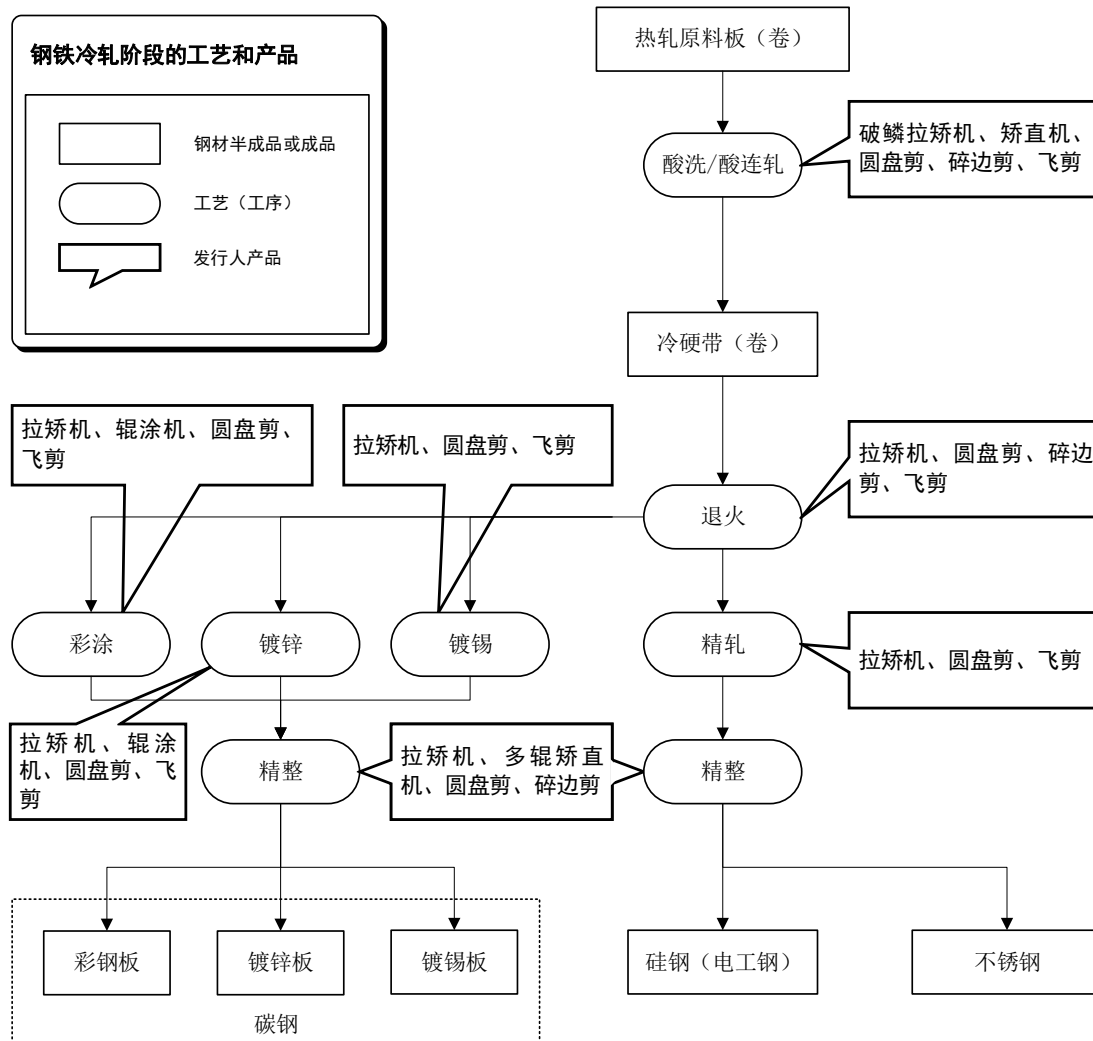 钢铁冷轧阶段的工艺和产品
钢材半成品或成品
工艺（工序）
发行人产品
热轧原料板（卷）
酸洗/酸连轧
破鳞拉矫机、矫直机、
圆盘剪、碎边剪、飞剪
冷硬带（卷）
拉矫机、辊涂机、圆盘剪、
飞剪
拉矫机、圆盘剪、飞剪
拉矫机、圆盘剪、碎边
剪、飞剪
退火
彩涂
镀锌
镀锡
精轧
拉矫机、圆盘剪、飞剪
拉矫机、辊涂
机、圆盘剪、飞
剪
精整
拉矫机、多辊矫直
机、圆盘剪、碎边剪
精整
彩钢板
镀锌板
镀锡板
硅钢（电工钢）
不锈钢
碳钢